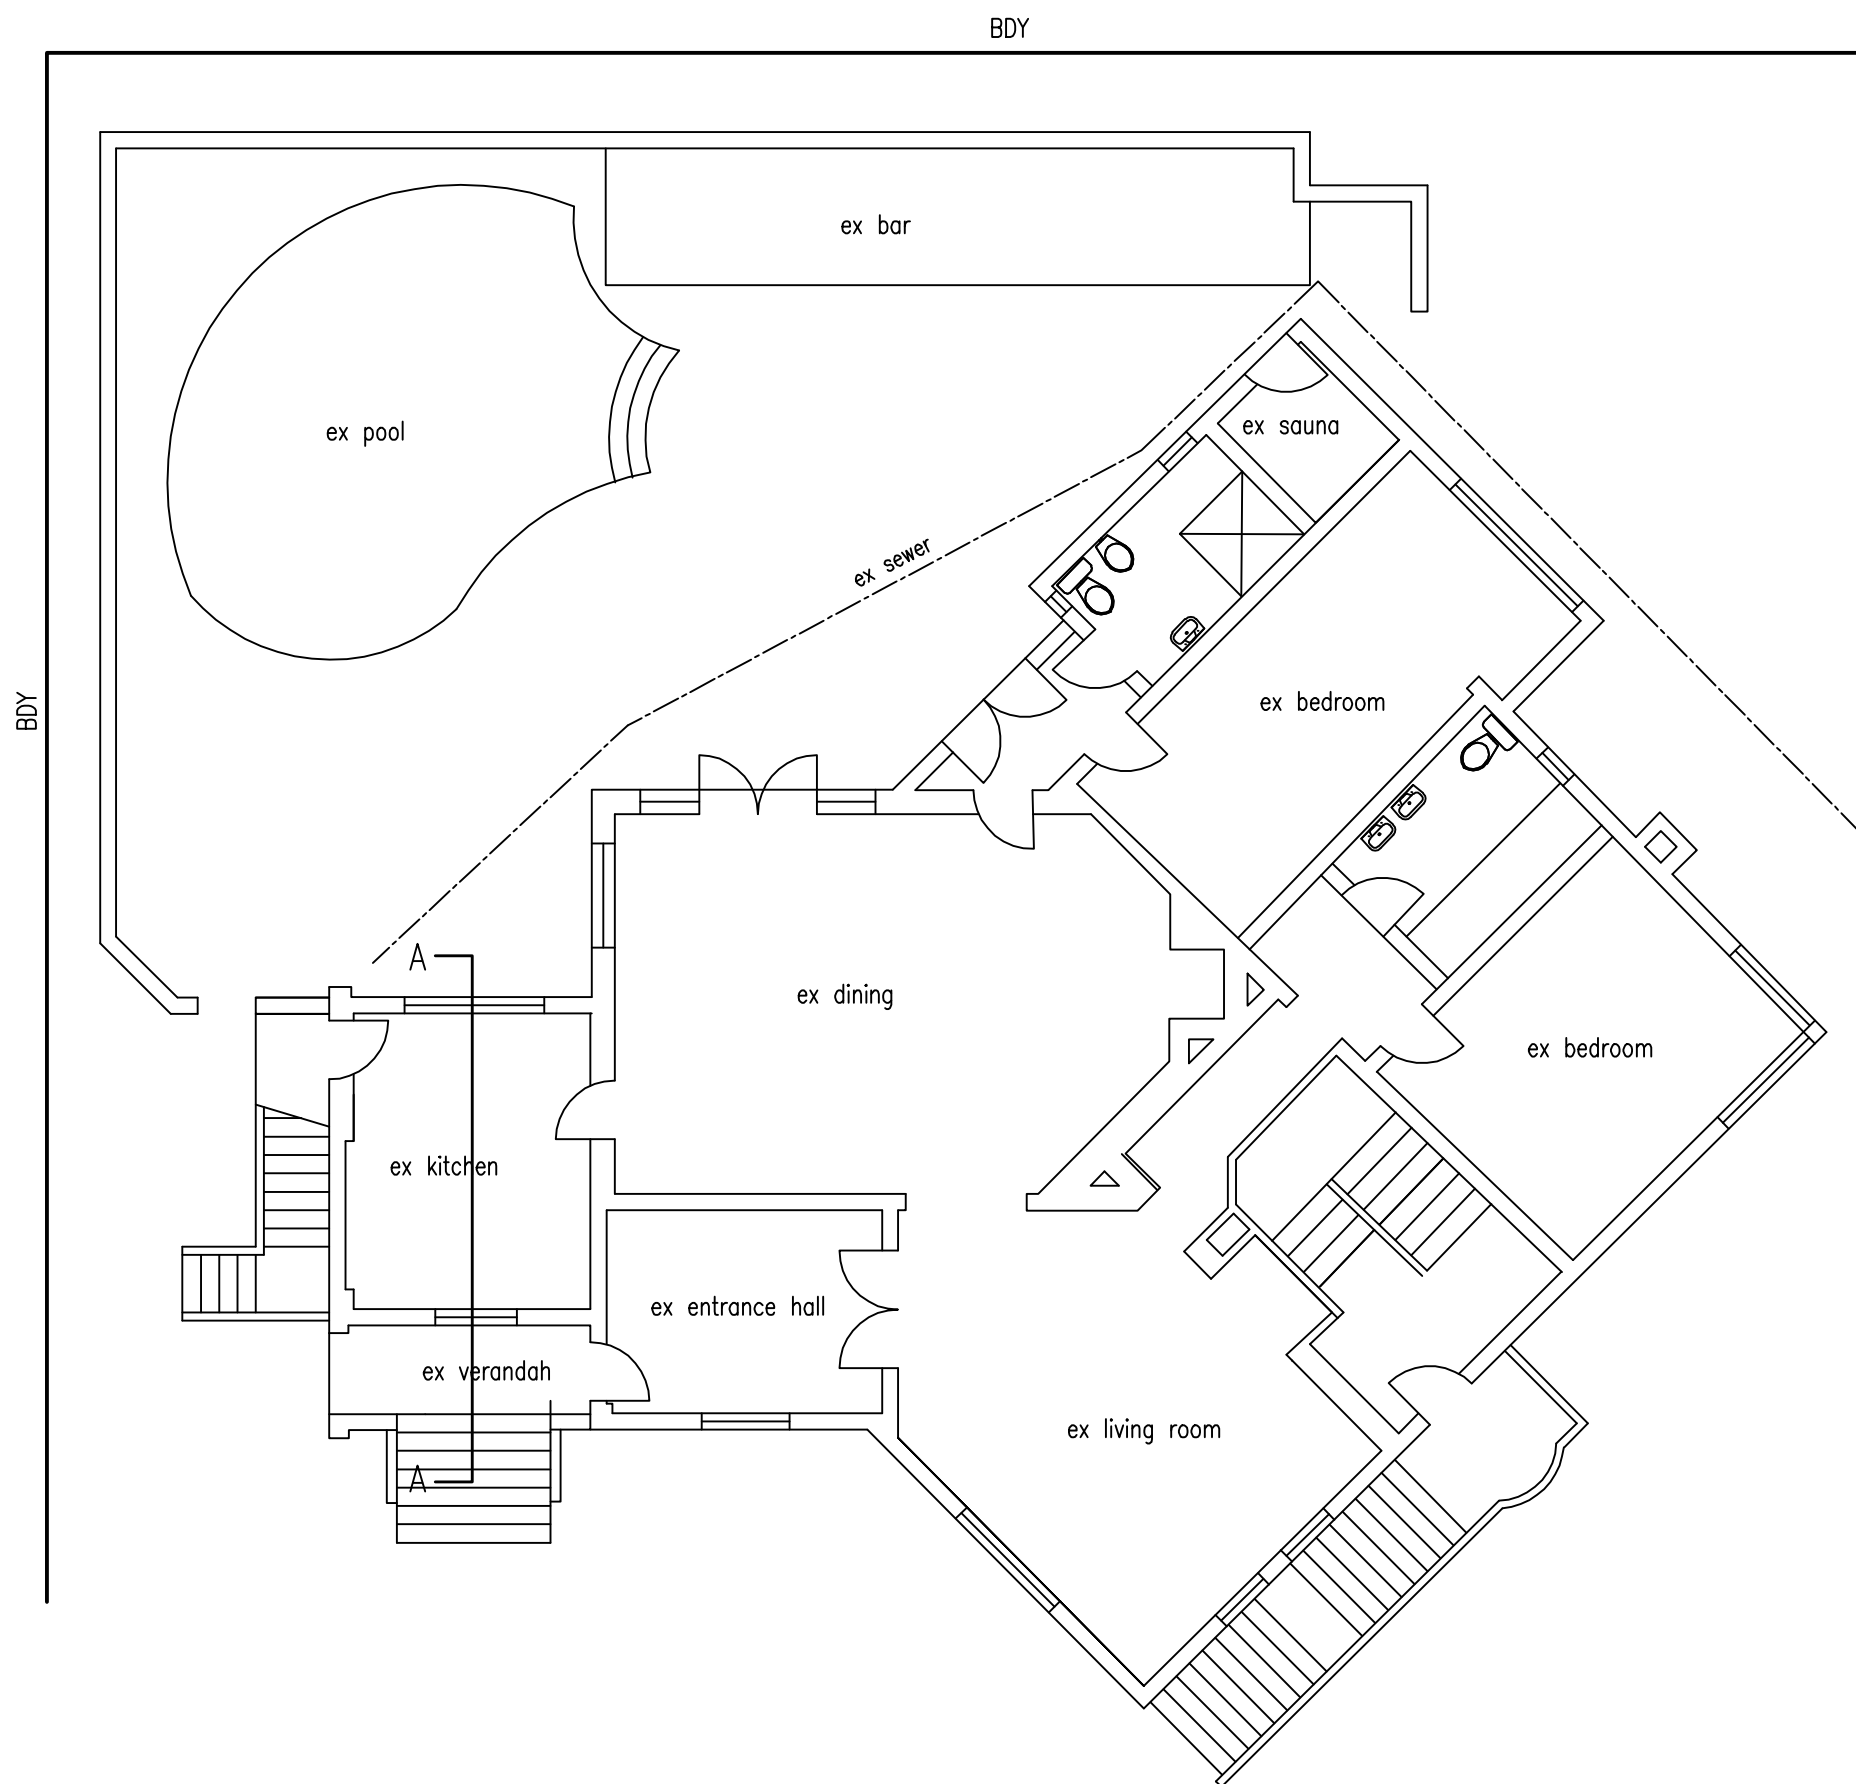 BDY
ex bar
ex pool
ex sauna
ex sewer
BDY
ex bedroom
A
ex dining
ex bedroom
ex kitchen
ex entrance hall
ex verandah
ex living room
A